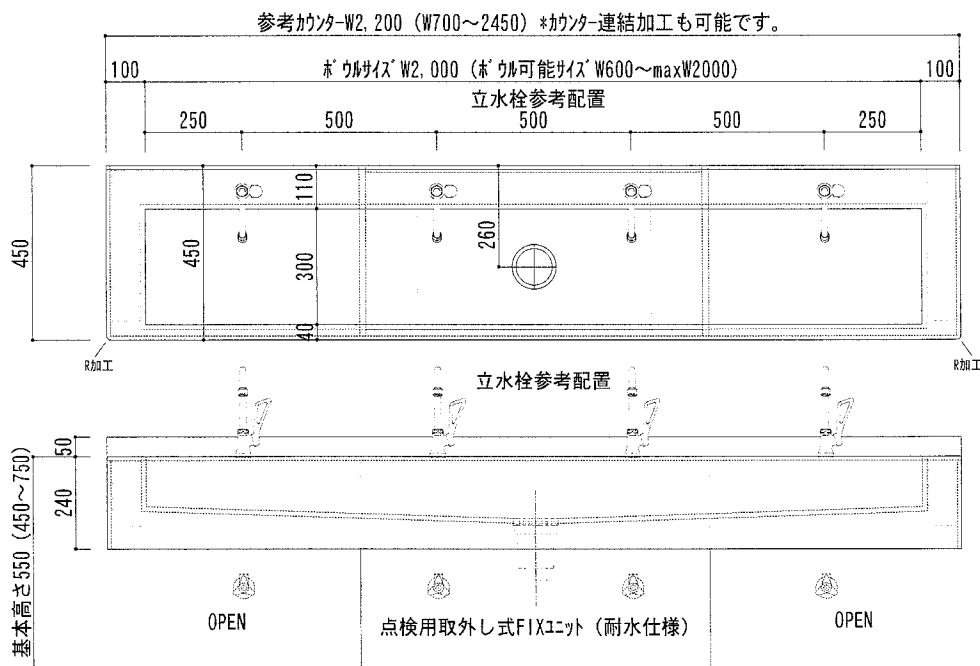 参考ｶｳﾝﾀｰW2,200（W700～2450）*ｶｳﾝﾀｰ連結加工も可能です。
100
ﾎﾞｳﾙｻｲｽﾞW2,000（ﾎﾞｳﾙ可能ｻｲｽﾞW600～maxW2000）
100
立水栓参考配置
250
500
500
500
250
450
450
110
300
40
260
R加工
R加工
立水栓参考配置
50
240
基本高さ550（450～750）
OPEN
点検用取外し式FIXﾕﾆｯﾄ（耐水仕様）
OPEN